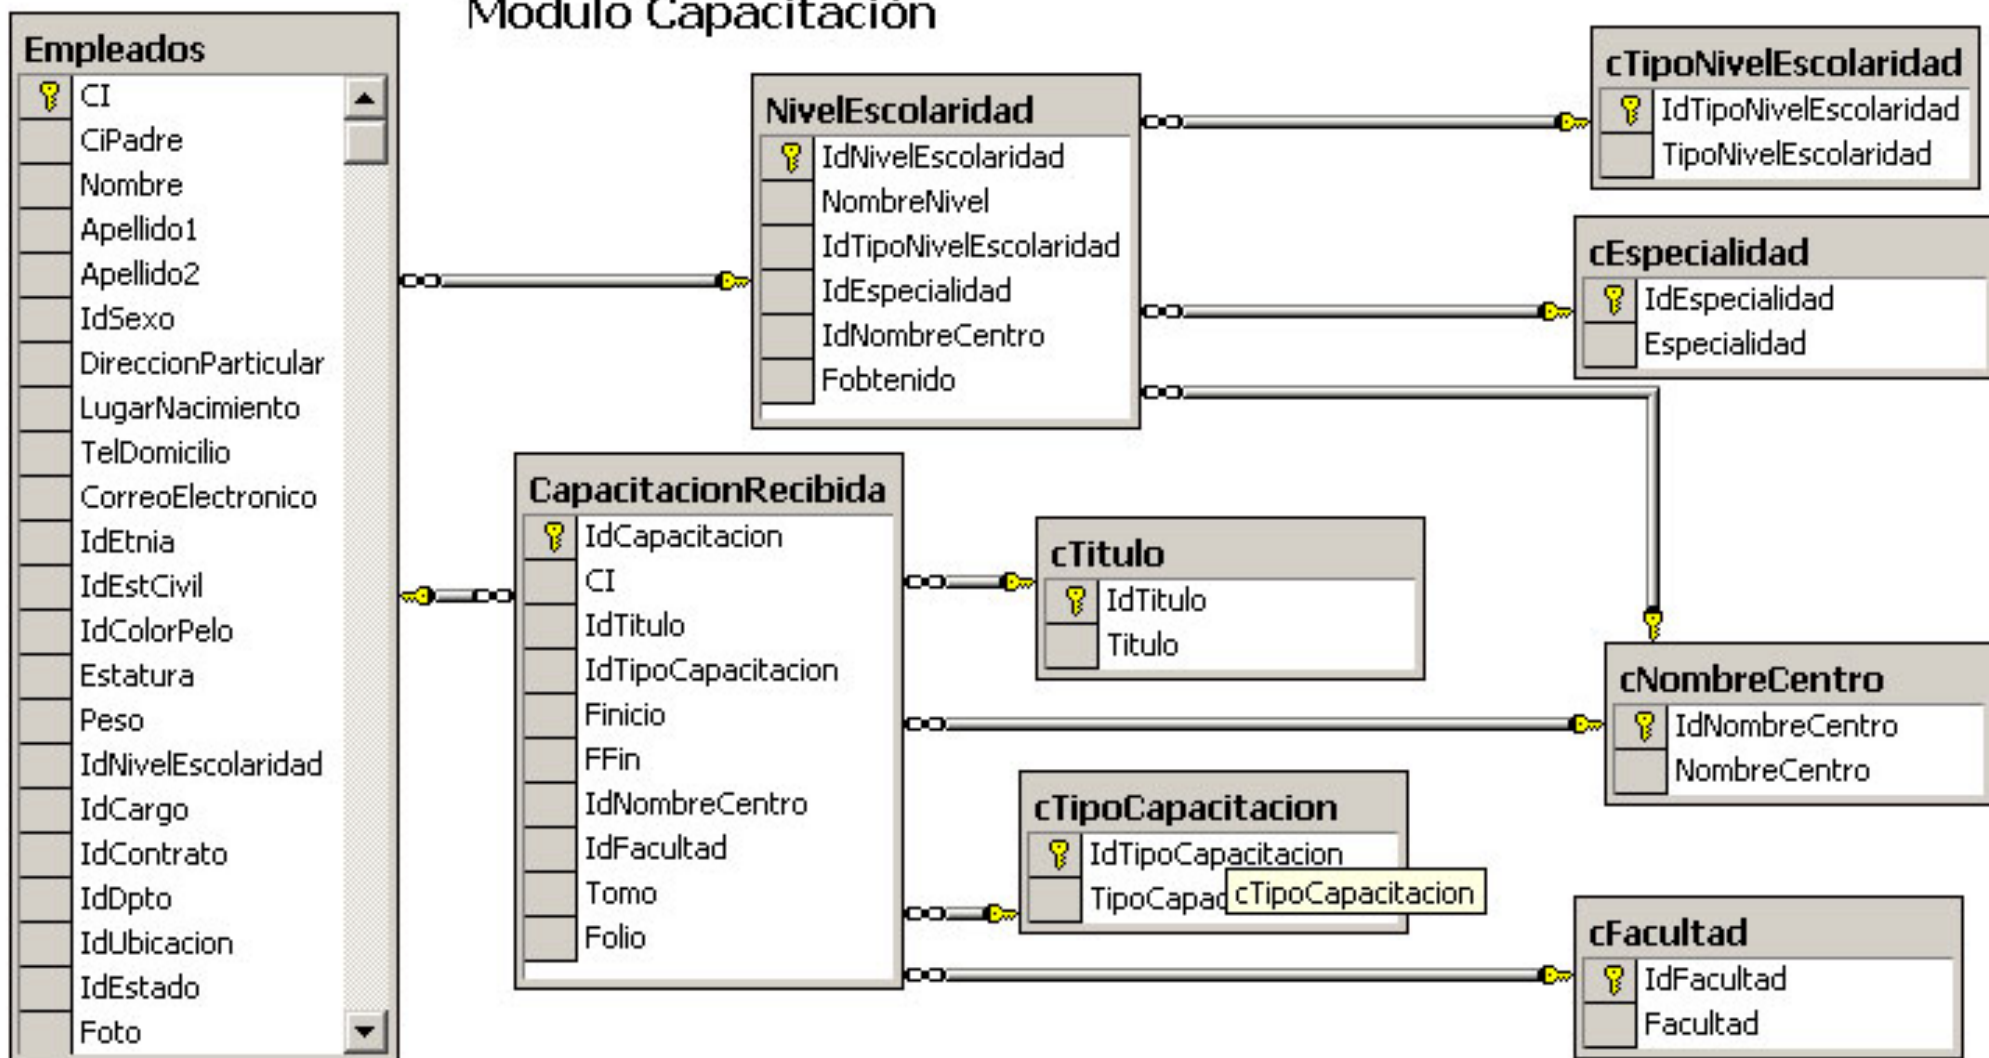 Modulo Capacitación
Empleados
CI
CiPadre
Nombre
Apellido1
Apellido2
IdSexo
DireccionParticular
LugarNacimiento
TelDomicilio
CorreoElectronico
IdEtnia
IdEstCivil
IdColorPelo
Estatura
Peso
IdNivelEscolaridad
IdCargo
IdContrato
IdDpto
IdUbicacion
IdEstado
Foto
NivelEscolaridad
IdNivelEscolaridad
NombreNivel
IdTipoNivelEscolaridad
IdEspecialidad
IdNombreCentro
Fobtenido
cTipoNivelEscolaridad
IdTipoNivelEscolaridad
TipoNivelEscolaridad
cEspecialidad
IdEspecialidad
Especialidad
CapacitacionRecibida
IdCapacitacion
CI
IdTitulo
IdTipoCapacitacion
Finicio
FFin
IdNombreCentro
IdFacultad
Tomo
Folio
cTitulo
IdTitulo
Titulo
cNombreCentro
IdNombreCentro
NombreCentro
cTipoCapacitacion
IdTipoCapacitacion
TipoCapac
cTipoCapacitacion
cFacultad
IdFacultad
Facultad